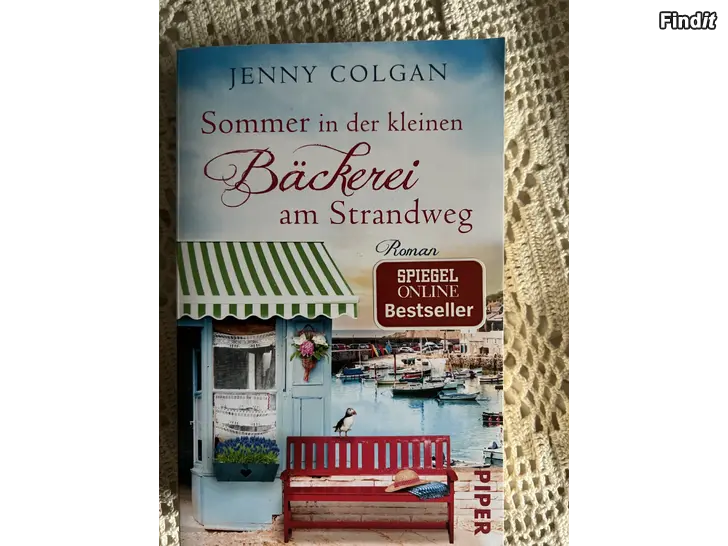 Findit
JENNY COLGAN
Sommer in der kleinen
Bäckerei
am Strandweg
Roman
SPIEGEL
ONLINE
Bestseller
PIPER